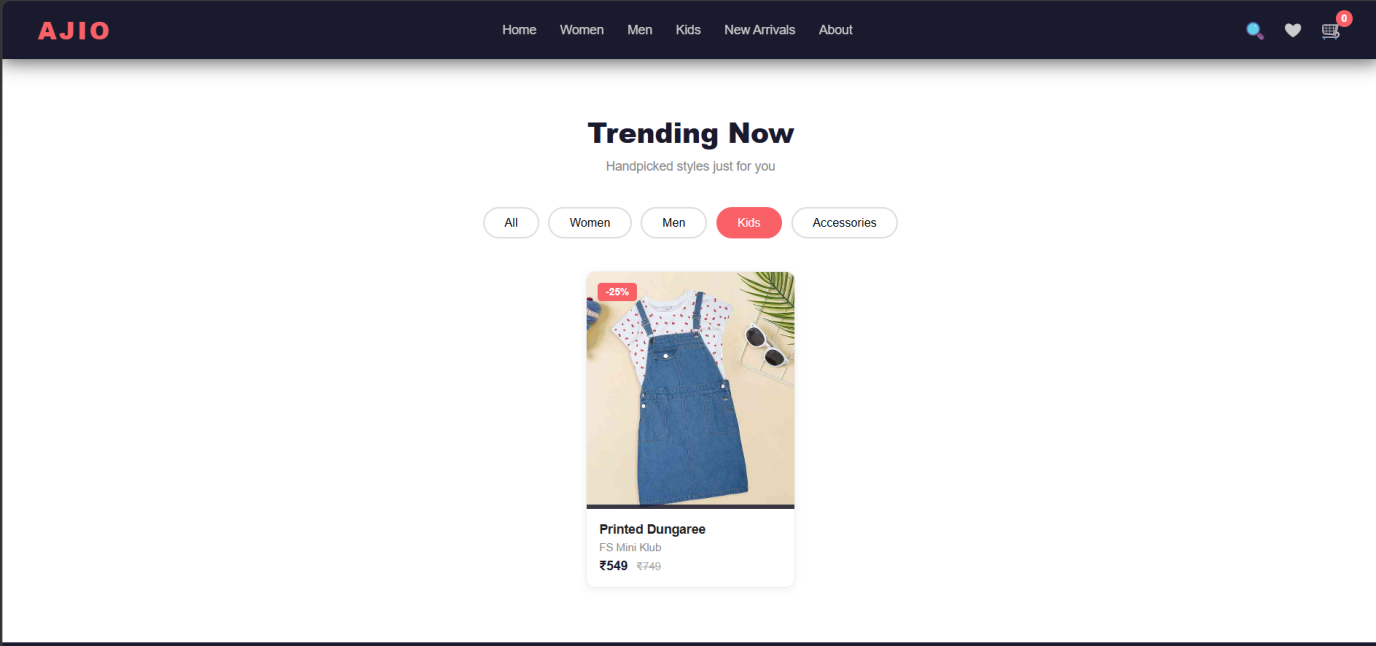 AJIO
Home Women Men Kids New Arrivals About
0
Trending Now
Handpicked styles just for you
All Women Men Kids Accessories
-25%
Printed Dungaree
FS Mini Klub
₹549 ₹749